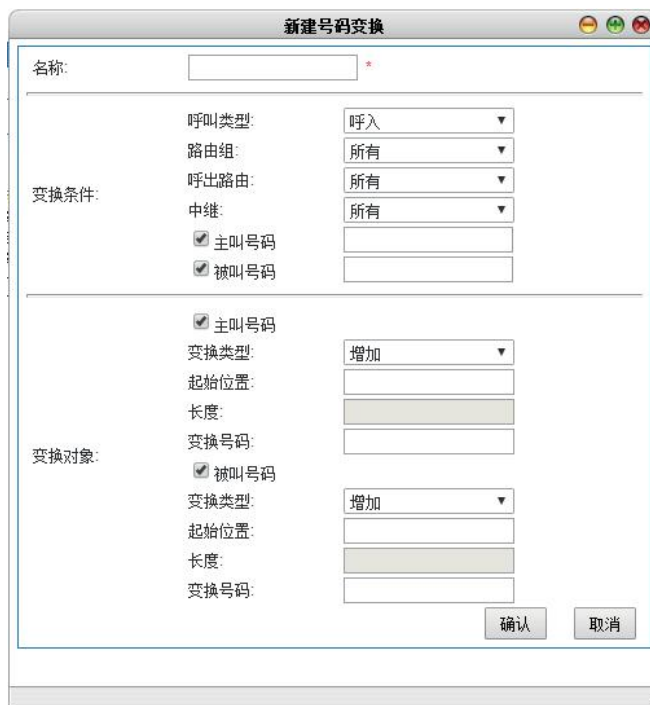 新建号码变换
名称: *
呼叫类型: 呼入
路由组: 所有
呼出路由: 所有
变换条件:
中继: 所有
主叫号码
被叫号码
主叫号码
变换类型: 增加
起始位置:
长度:
变换号码:
变换对象:
被叫号码
变换类型: 增加
起始位置:
长度:
变换号码:
确认 取消